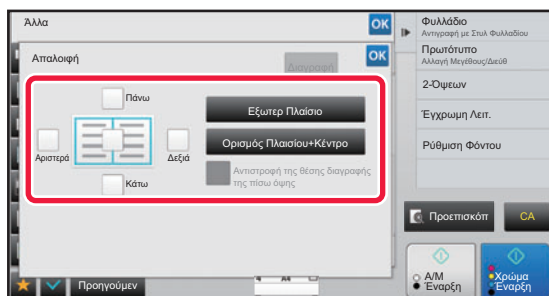 Άλλα
OK
Απαλοιφή
Διαγραφή
OK
Πάνω
Αριστερά
Δεξιά
Κάτω
Εξωτερ Πλαίσιο
Ορισμός Πλαισίου+Κέντρο
Αντιστροφή της θέσης διαγραφής
της πίσω όψης
Προηγούμεν
A4
Φυλλάδιο
Αντιγραφή με Στυλ Φυλλαδίου
Πρωτότυπο
Αλλαγή Μεγέθους/Διεύθ
2-Όψεων
Έγχρωμη Λειτ.
Ρύθμιση Φόντου
Προεπισκόπ
CA
Α/Μ
Έναρξη
Χρώμα
Έναρξη